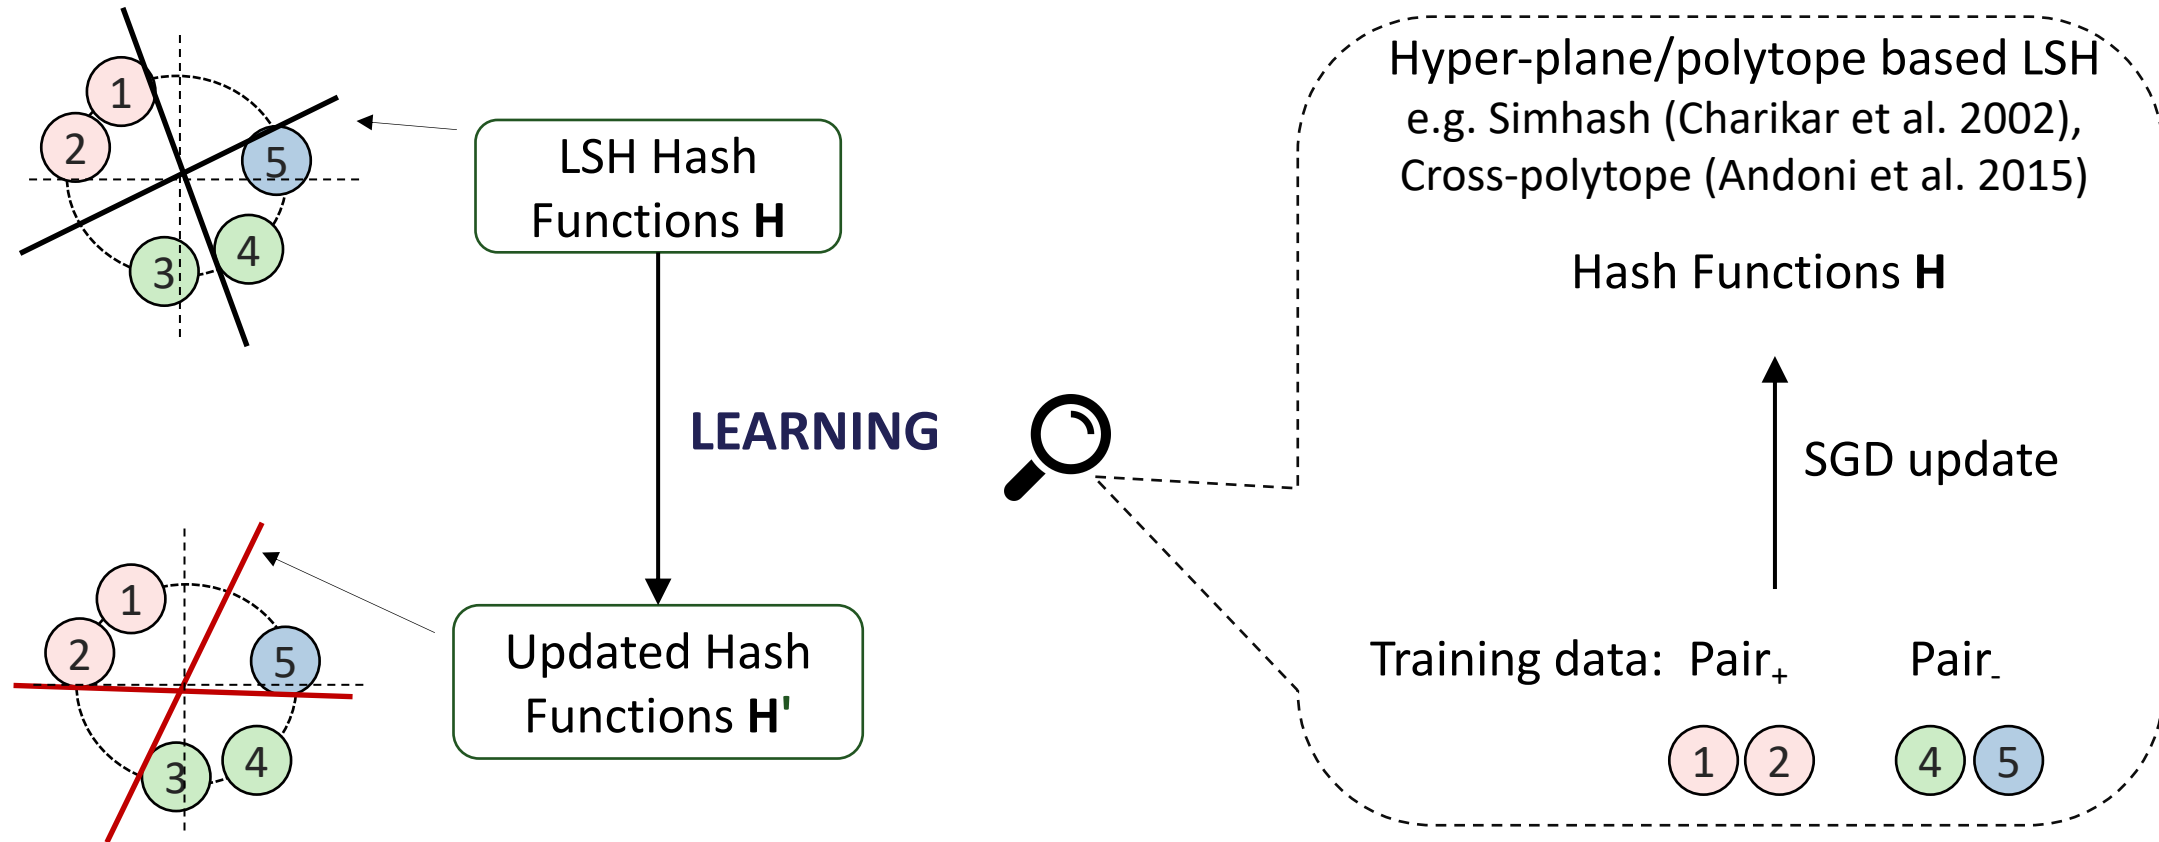 1
2
5
4
3
LSH Hash
Functions H
LEARNING
1
2
5
4
3
Updated Hash
Functions H'
Hyper-plane/polytope based LSH
e.g. Simhash (Charikar et al. 2002),
Cross-polytope (Andoni et al. 2015)
Hash Functions H
SGD update
Training data: Pair+ Pair-
1 2 4 5